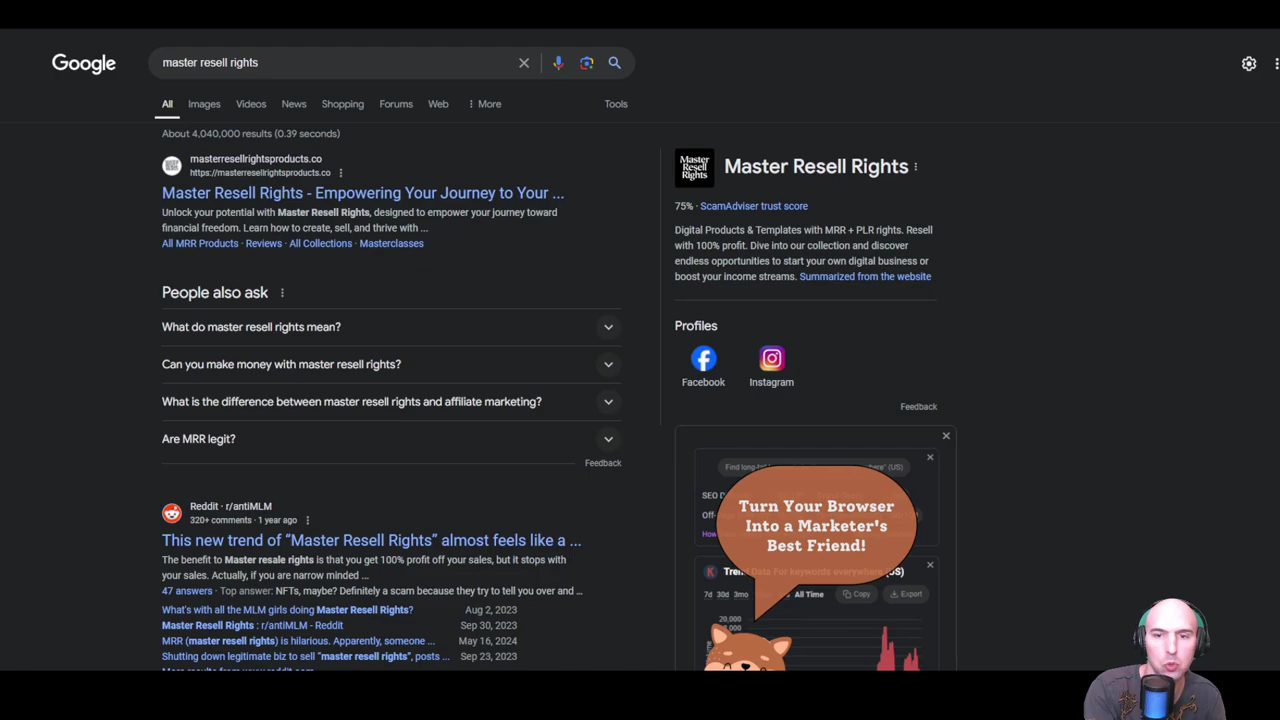 Google
master resell rights
All Images Videos News Shopping Forums Web More Tools
About 4,040,000 results (0.39 seconds)
masterresellrightsproducts.co
https://masterresellrightsproducts.co
Master Resell Rights - Empowering Your Journey to Your ...
Unlock your potential with Master Resell Rights, designed to empower your journey toward
financial freedom. Learn how to create, sell, and thrive with ...
All MRR Products · Reviews · All Collections · Masterclasses
People also ask
What do master resell rights mean?
Can you make money with master resell rights?
What is the difference between master resell rights and affiliate marketing?
Are MRR legit?
Feedback
Reddit · r/antiMLM
320+ comments · 1 year ago
This new trend of “Master Resell Rights” almost feels like a ...
The benefit to Master resale rights is that you get 100% profit off your sales, but it stops with
your sales. Actually, if you are narrow minded ...
47 answers · Top answer: NFTs, maybe? Definitely a scam because they try to tell you over and ...
What's with all the MLM girls doing Master Resell Rights? Aug 2, 2023
Master Resell Rights : r/antiMLM - Reddit Sep 30, 2023
MRR (master resell rights) is hilarious. Apparently, someone ... May 16, 2024
Shutting down legitimate biz to sell “master resell rights”, posts ... Sep 23, 2023
Master Resell Rights
Master Resell Rights
75% · ScamAdviser trust score
Digital Products & Templates with MRR + PLR rights. Resell
with 100% profit. Dive into our collection and discover
endless opportunities to start your own digital business or
boost your income streams. Summarized from the website
Profiles
Facebook Instagram
Feedback
Turn Your Browser
Into a Marketer's
Best Friend!
7d 30d 3mo All Time Copy Export
20,000